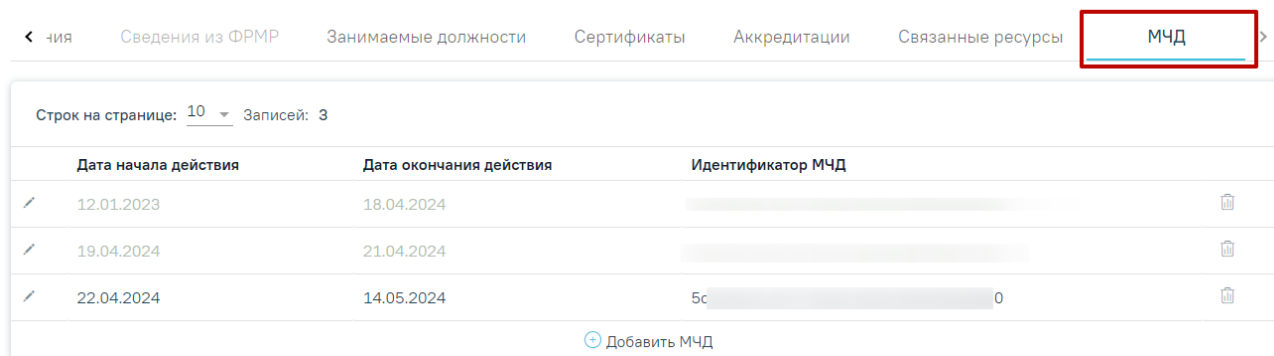 ния Сведения из ФРМР Занимаемые должности Сертификаты Аккредитации Связанные ресурсы МЧД
Строк на странице: 10 Записей: 3
Дата начала действия Дата окончания действия Идентификатор МЧД
12.01.2023 18.04.2024
19.04.2024 21.04.2024
22.04.2024 14.05.2024 5c 0
Добавить МЧД